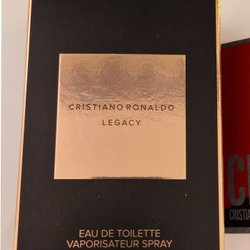 CRISTIANO RONALDO
LEGACY
EAU DE TOILETTE
VAPORISATEUR SPRAY